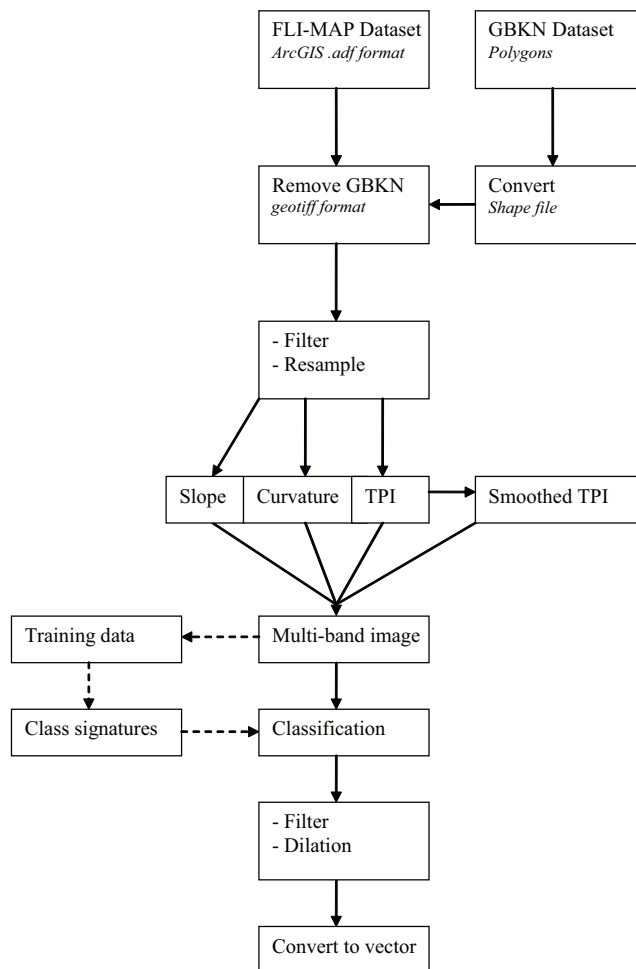 FLI-MAP Dataset
ArcGIS .adf format
GBKN Dataset
Polygons
Remove GBKN
geotiff format
Convert
Shape file
- Filter
- Resample
Slope
Curvature
TPI
Smoothed TPI
Training data
Multi-band image
Class signatures
Classification
- Filter
- Dilation
Convert to vector